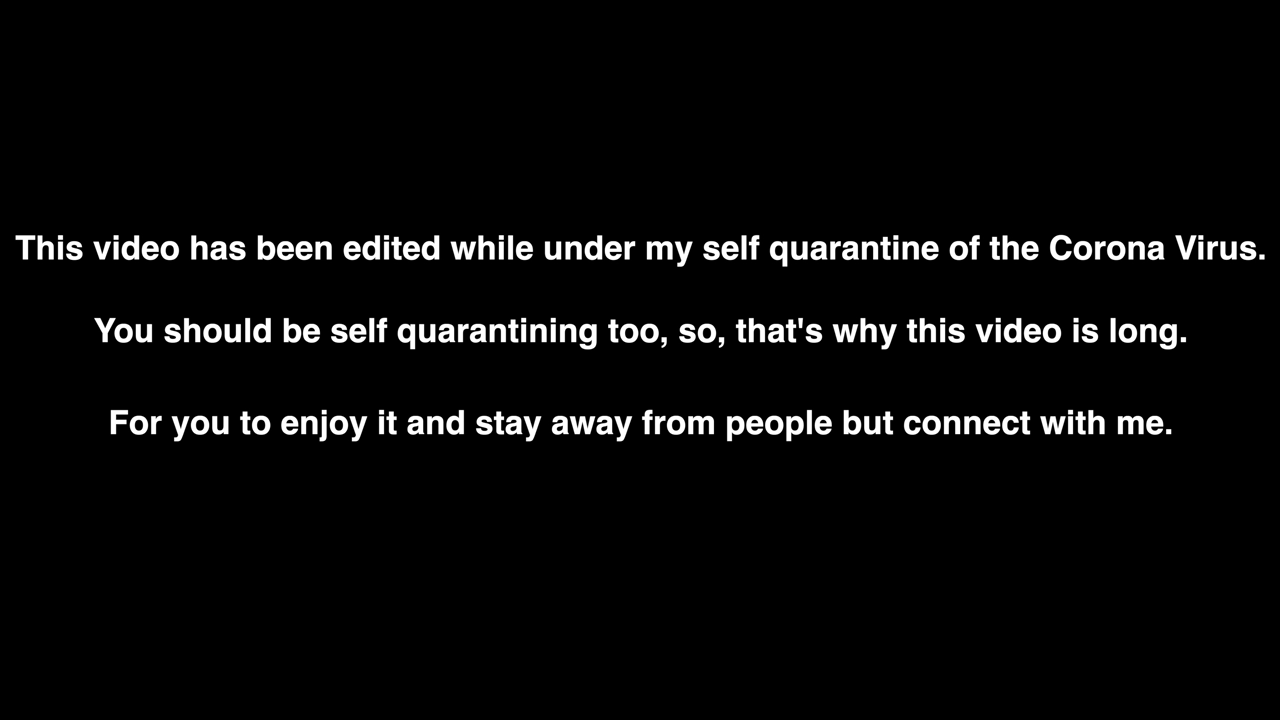 This video has been edited while under my self quarantine of the Corona Virus.
You should be self quarantining too, so, that's why this video is long.
For you to enjoy it and stay away from people but connect with me.